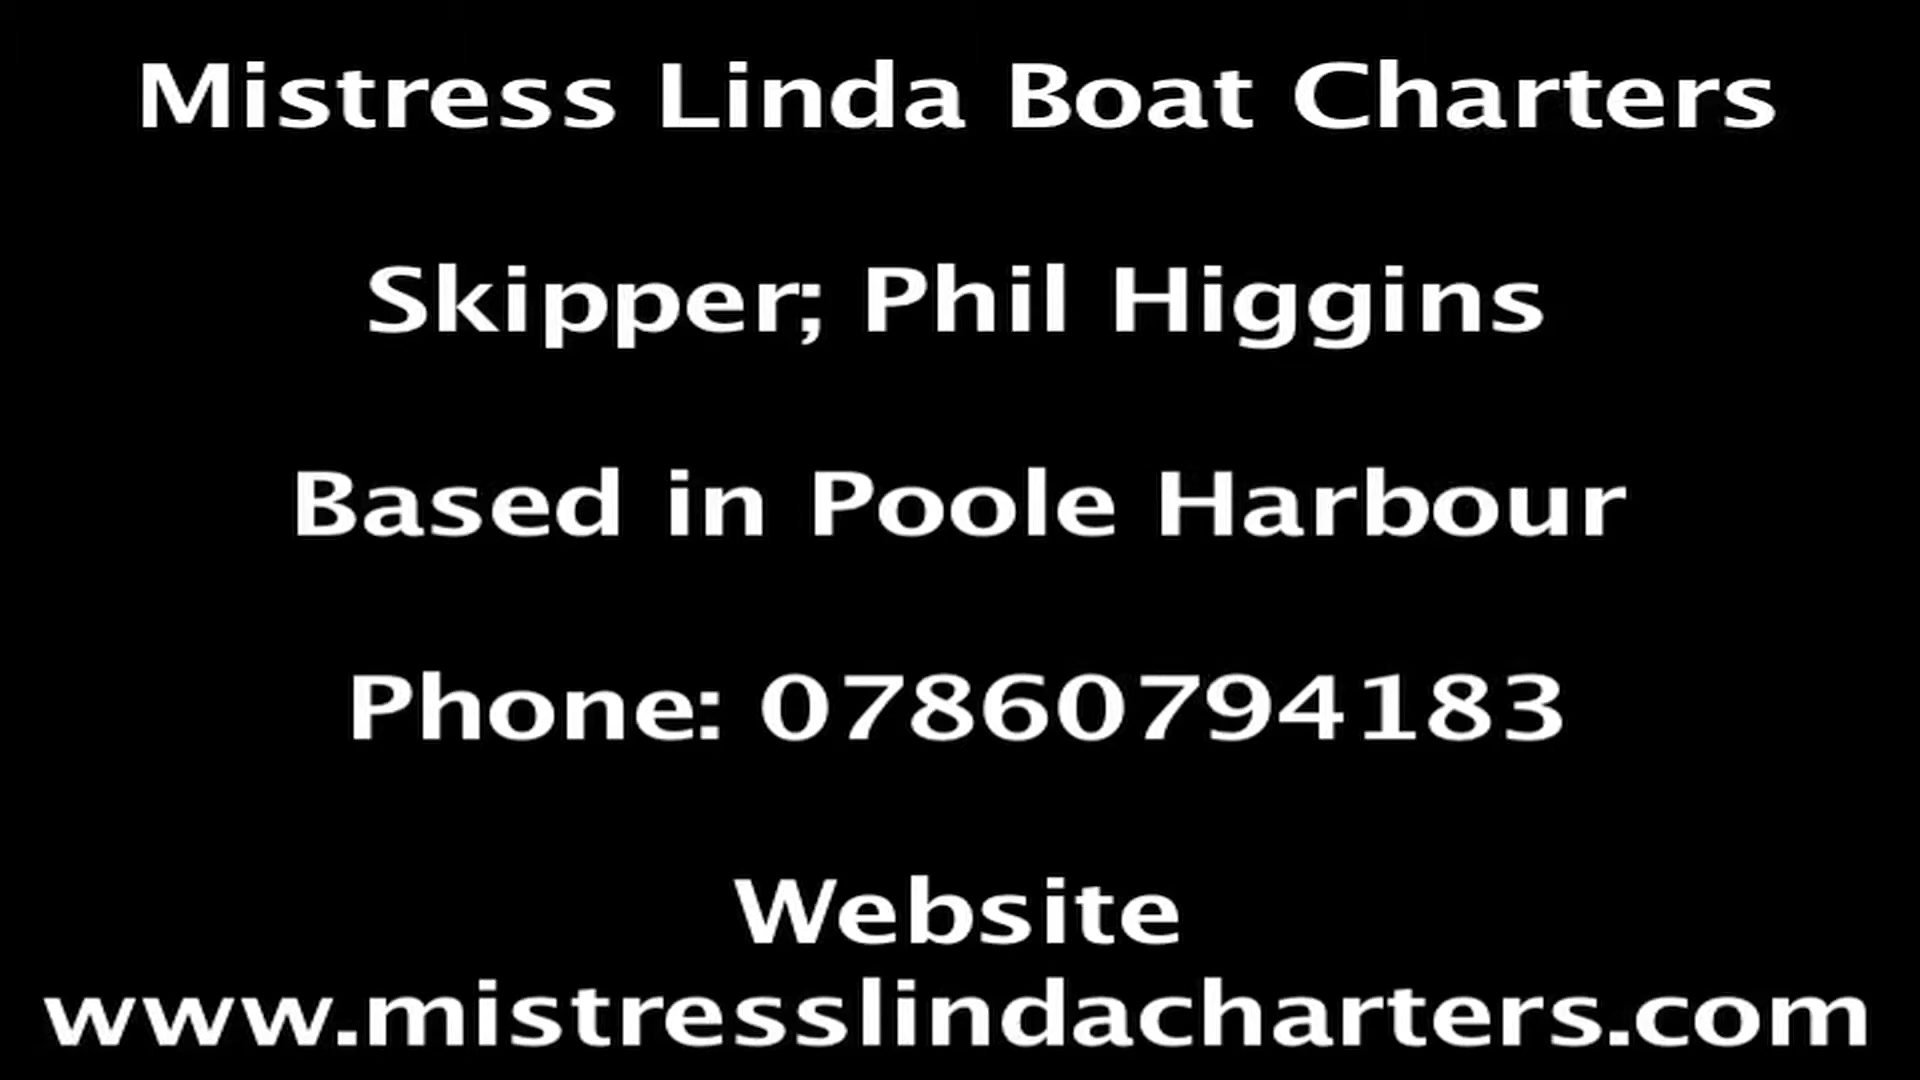 Mistress Linda Boat Charters
Skipper; Phil Higgins
Based in Poole Harbour
Phone: 07860794183
Website
www.mistresslindacharters.com